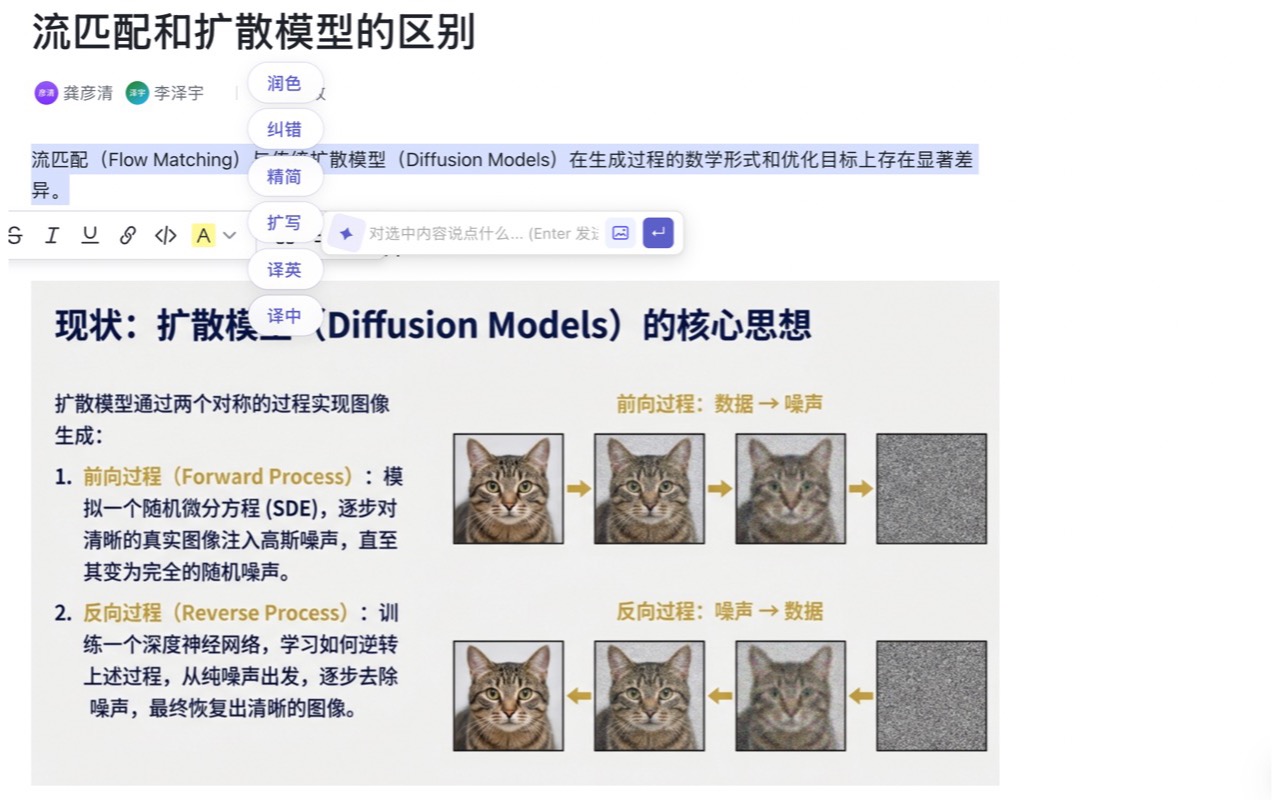 流匹配和扩散模型的区别
彦清 龚彦清 泽宇 李泽宇
润色
纠错
流匹配（Flow Matching）与传统扩散模型（Diffusion Models）在生成过程的数学形式和优化目标上存在显著差
异。
精简
扩写
A 对选中内容说点什么... (Enter 发送
译英
译中
现状：扩散模型（Diffusion Models）的核心思想
扩散模型通过两个对称的过程实现图像
生成：
1. 前向过程（Forward Process）：模
拟一个随机微分方程 (SDE)，逐步对
清晰的真实图像注入高斯噪声，直至
其变为完全的随机噪声。
2. 反向过程（Reverse Process）：训
练一个深度神经网络，学习如何逆转
上述过程，从纯噪声出发，逐步去除
噪声，最终恢复出清晰的图像。
前向过程：数据 → 噪声
反向过程：噪声 → 数据